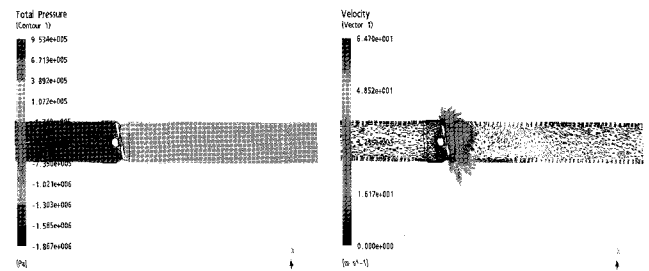 Total Pressure
(Contour 1)
9.534e+005
6.713e+005
3.892e+005
1.072e+005
-1.021e+006
-1.303e+006
-1.585e+006
-1.867e+006
[Pa]
Velocity
(Vector 1)
6.470e+001
4.852e+001
1.617e+001
0.000e+000
[m s^-1]